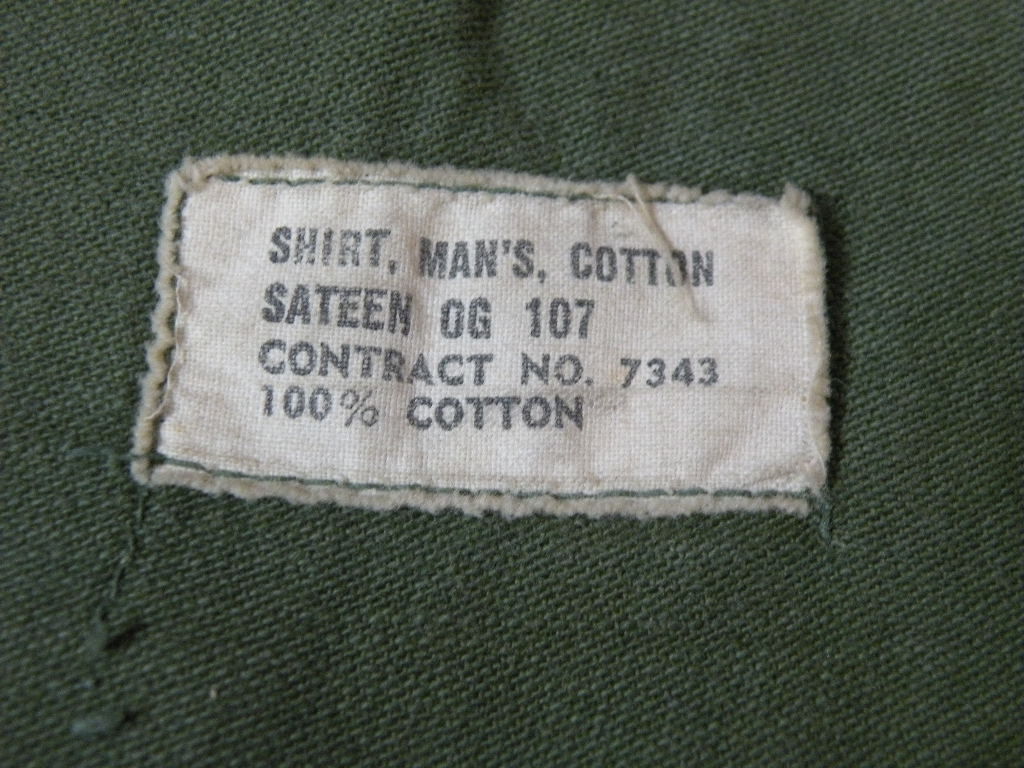 SHIRT, MAN'S, COTTON
SATEEN OG 107
CONTRACT NO. 7343
100% COTTON